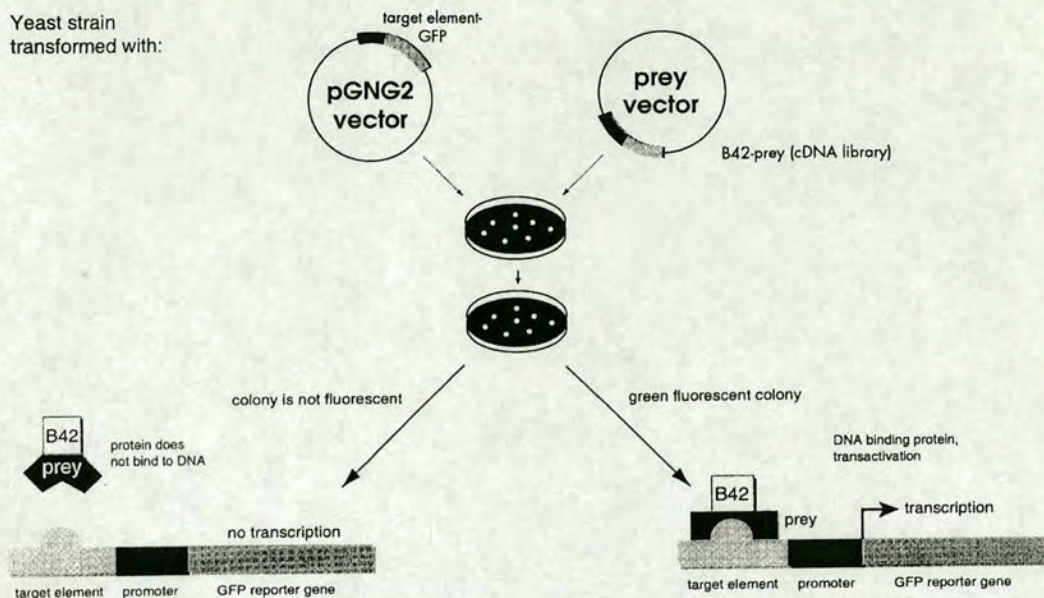 Yeast strain
transformed with:
target element-
GFP
pGNG2
vector
prey
vector
B42-prey (cDNA library)
colony is not fluorescent
green fluorescent colony
B42
prey
protein does
not bind to DNA
no transcription
target element
promoter
GFP reporter gene
DNA binding protein,
transactivation
B42
prey
transcription
target element
promoter
GFP reporter gene